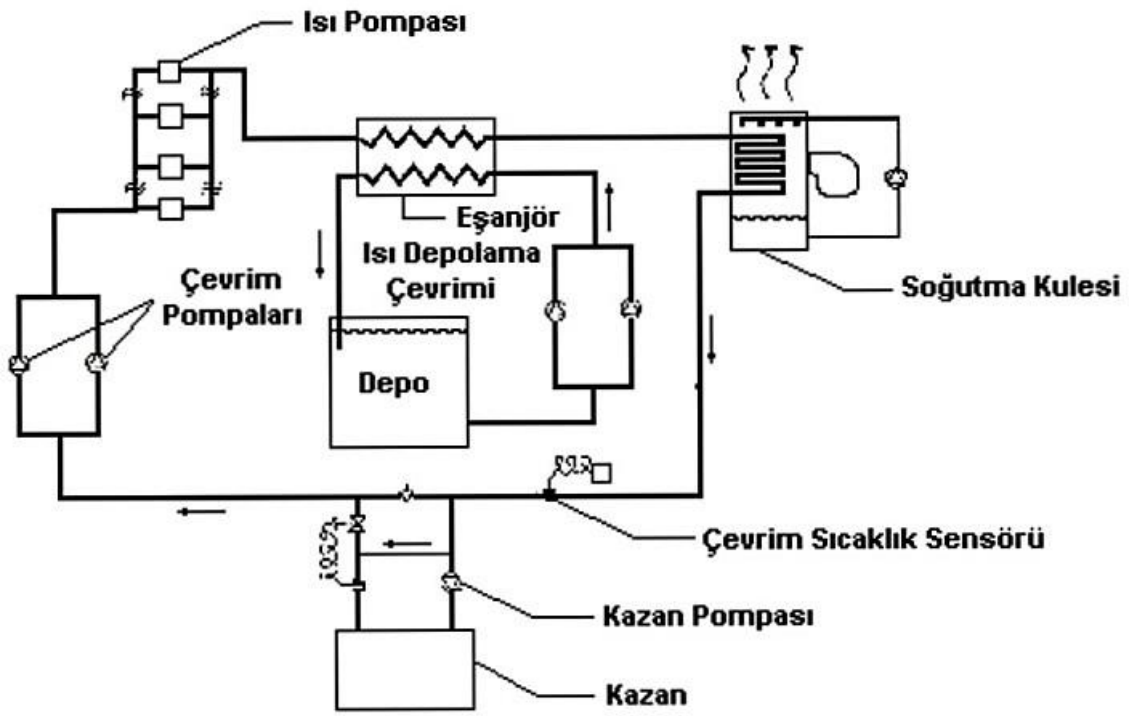 Isı Pompası
Eşanjör
Isı Depolama
Çevrimi
Çevrim
Pompaları
Soğutma Kulesi
Depo
Çevrim Sıcaklık Sensörü
Kazan Pompası
Kazan